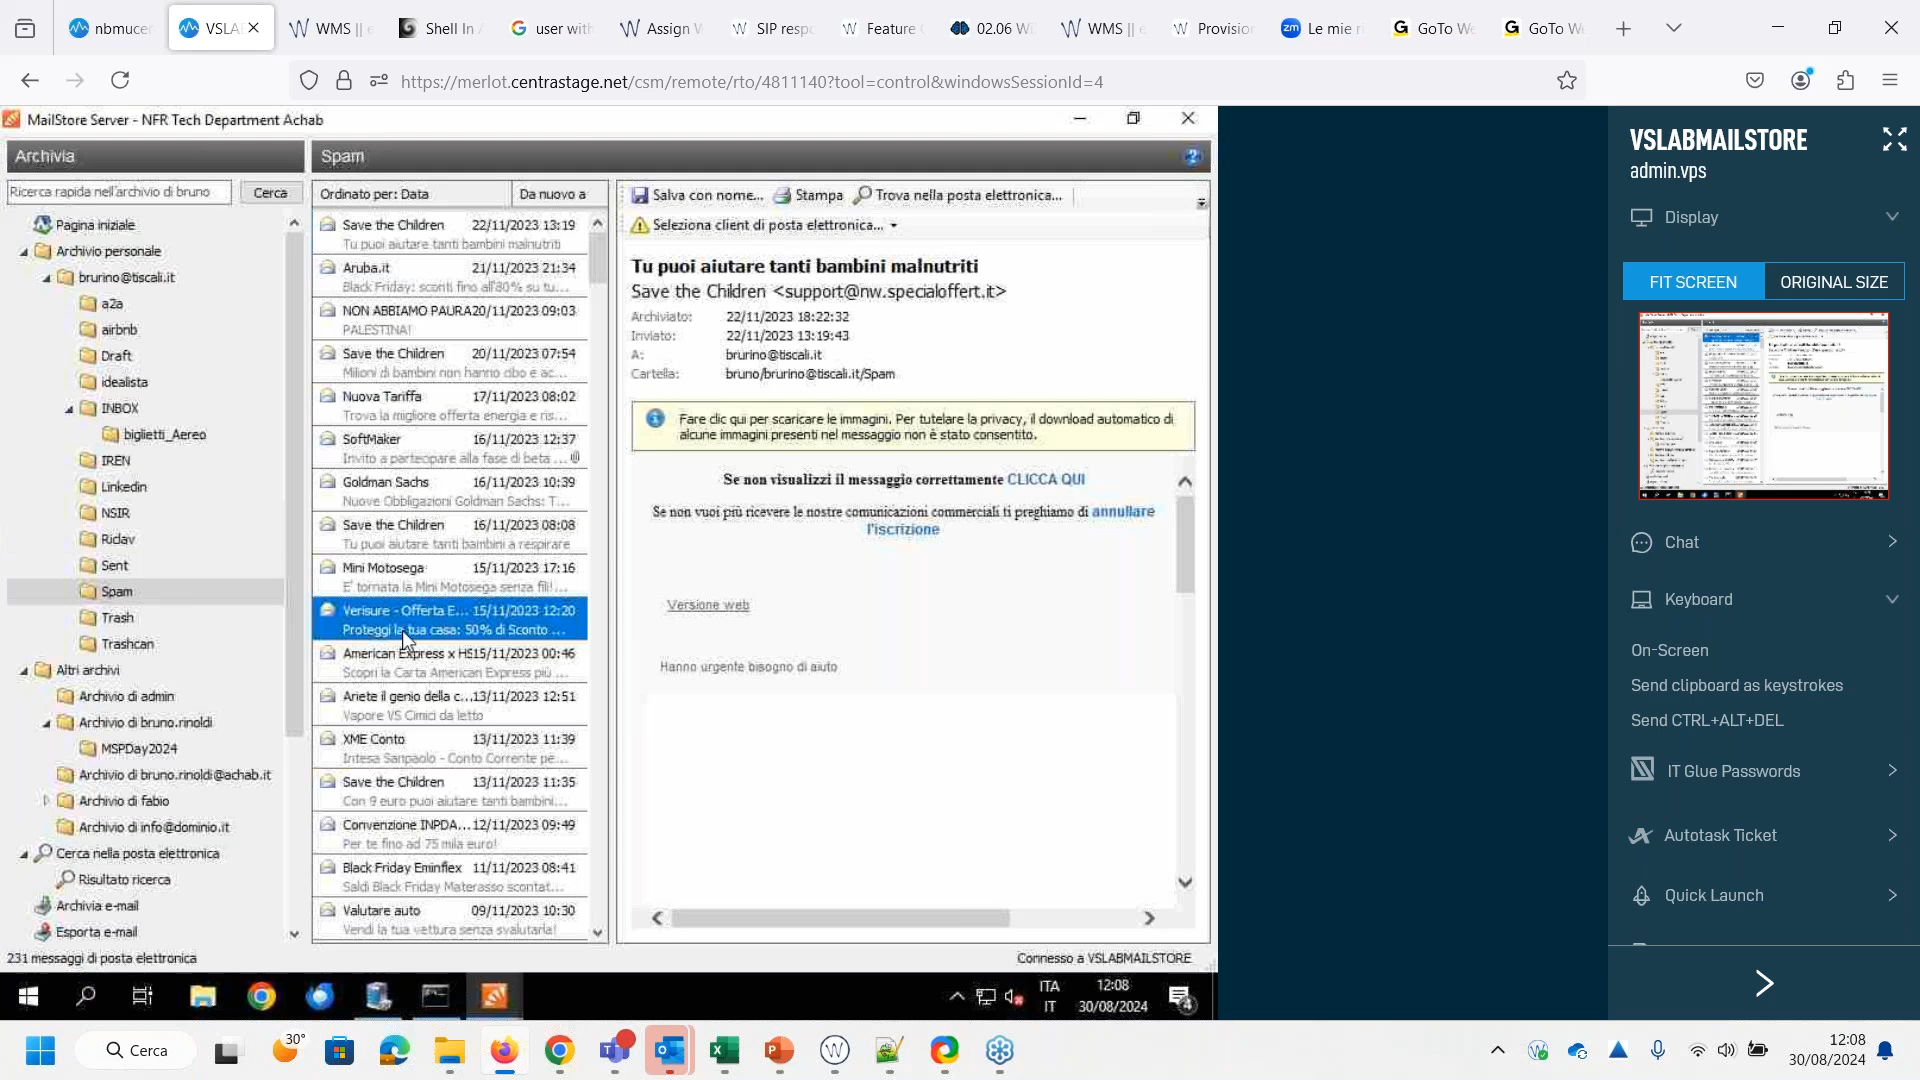 nbmuce
VSLA
WMS || e
Shell In A
user with
Assign W
SIP resp
Feature C
02.06 Wi
WMS || e
Provision
Le mie r
GoTo We
GoTo We
https://merlot.centrastage.net/csm/remote/rto/4811140?tool=control&windowsSessionId=4
MailStore Server - NFR Tech Department Achab
Archivia
Ricerca rapida nell'archivio di bruno
Cerca
Pagina iniziale
Archivio personale
brurino@tiscali.it
a2a
airbnb
Draft
idealista
INBOX
biglietti_Aereo
IREN
Linkedin
NSIR
Riclav
Sent
Spam
Trash
Trashcan
Altri archivi
Archivio di admin
Archivio di bruno.rinoldi
MSPDay2024
Archivio di bruno.rinoldi@achab.it
Archivio di fabio
Archivio di info@dominio.it
Cerca nella posta elettronica
Risultato ricerca
Archivia e-mail
Esporta e-mail
231 messaggi di posta elettronica
Spam
Ordinato per: Data
Da nuovo a
Save the Children 22/11/2023 13:19
Tu puoi aiutare tanti bambini malnutriti
Aruba.it 21/11/2023 21:34
Black Friday: sconti fino all'80% su tu...
NON ABBIAMO PAURA 20/11/2023 09:03
PALESTINA!
Save the Children 20/11/2023 07:54
Milioni di bambini non hanno cibo e ac...
Nuova Tariffa 17/11/2023 08:02
Trova la migliore offerta energia e ris...
SoftMaker 16/11/2023 12:37
Invito a partecipare alla fase di beta ...
Goldman Sachs 16/11/2023 10:39
Nuove Obbligazioni Goldman Sachs: T...
Save the Children 16/11/2023 08:08
Tu puoi aiutare tanti bambini a respirare
Mini Motosega 15/11/2023 17:16
E' tornata la Mini Motosega senza fili!...
Verisure - Offerta E... 15/11/2023 12:20
Proteggi la tua casa: 50% di Sconto ...
American Express x HS 15/11/2023 00:46
Scopri la Carta American Express più ...
Ariete il genio della c... 13/11/2023 12:51
Vapore VS Cimici da letto
XME Conto 13/11/2023 11:39
Intesa Sanpaolo - Conto Corrente pe...
Save the Children 13/11/2023 11:35
Con 9 euro puoi aiutare tanti bambini...
Convenzione INPDA... 12/11/2023 09:49
Per te fino ad 75 mila euro!
Black Friday Eminflex 11/11/2023 08:41
Saldi Black Friday Materasso scontat...
Valutare auto 09/11/2023 10:30
Vendi la tua vettura senza svalutarla!
Salva con nome... Stampa Trova nella posta elettronica...
Seleziona client di posta elettronica...
Tu puoi aiutare tanti bambini malnutriti
Save the Children <support@nw.specialoffert.it>
Archiviato: 22/11/2023 18:22:32
Inviato: 22/11/2023 13:19:43
A: brurino@tiscali.it
Cartella: bruno/brurino@tiscali.it/Spam
Fare clic qui per scaricare le immagini. Per tutelare la privacy, il download automatico di
alcune immagini presenti nel messaggio non è stato consentito.
Se non visualizzi il messaggio correttamente CLICCA QUI
Se non vuoi più ricevere le nostre comunicazioni commerciali ti preghiamo di annullare
l'iscrizione
Versione web
Hanno urgente bisogno di aiuto
Connesso a VSLABMAILSTORE
ITA
IT
12:08
30/08/2024
4
VSLABMAILSTORE
admin.vps
Display
FIT SCREEN
ORIGINAL SIZE
Chat
Keyboard
On-Screen
Send clipboard as keystrokes
Send CTRL+ALT+DEL
IT Glue Passwords
Autotask Ticket
Quick Launch
Cerca
30°
12:08
30/08/2024